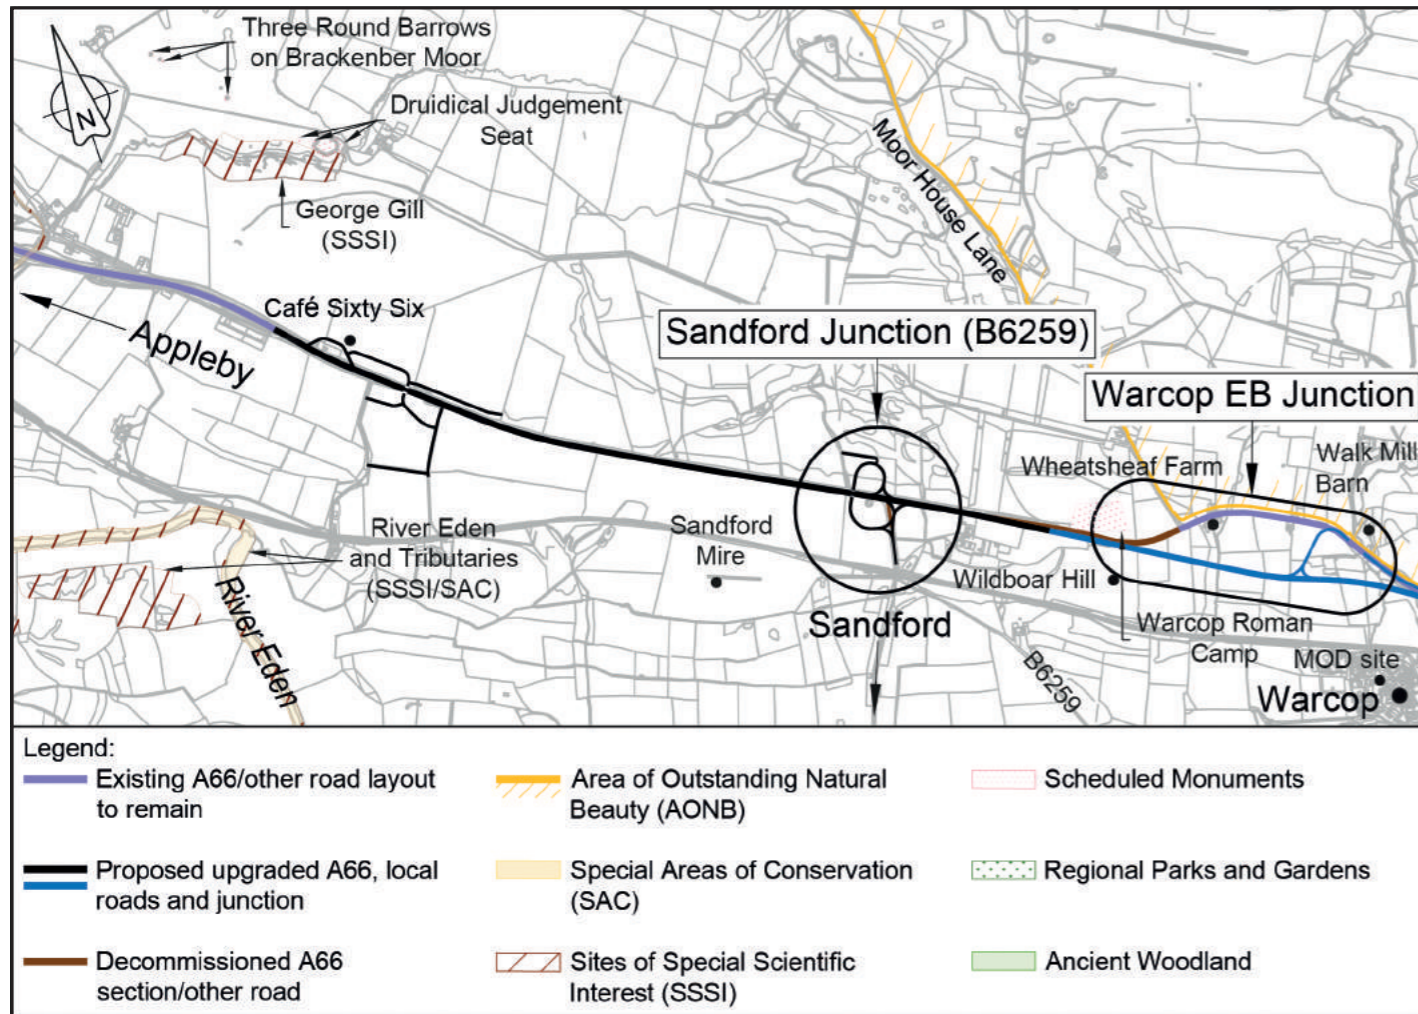 Three Round Barrows
on Brackenber Moor
Druidical Judgement
Seat
N
George Gill
(SSSI)
Moor House Lane
Café Sixty Six
Appleby
Sandford Junction (B6259)
Warcop EB Junction
Wheatsheaf Farm
Walk Mill
Barn
River Eden
and Tributaries
(SSSI/SAC)
River Eden
Sandford
Mire
Wildboar Hill
Sandford
Warcop Roman
Camp
B6259
MOD site
Warcop
Legend:
Existing A66/other road layout
to remain
Proposed upgraded A66, local
roads and junction
Decommissioned A66
section/other road
Area of Outstanding Natural
Beauty (AONB)
Special Areas of Conservation
(SAC)
Sites of Special Scientific
Interest (SSSI)
Scheduled Monuments
Regional Parks and Gardens
Ancient Woodland